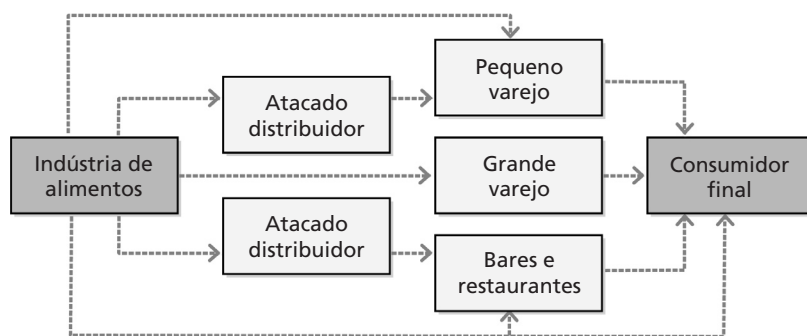 Pequeno
varejo
Atacado
distribuidor
Indústria de
alimentos
Grande
varejo
Consumidor
final
Atacado
distribuidor
Bares e
restaurantes